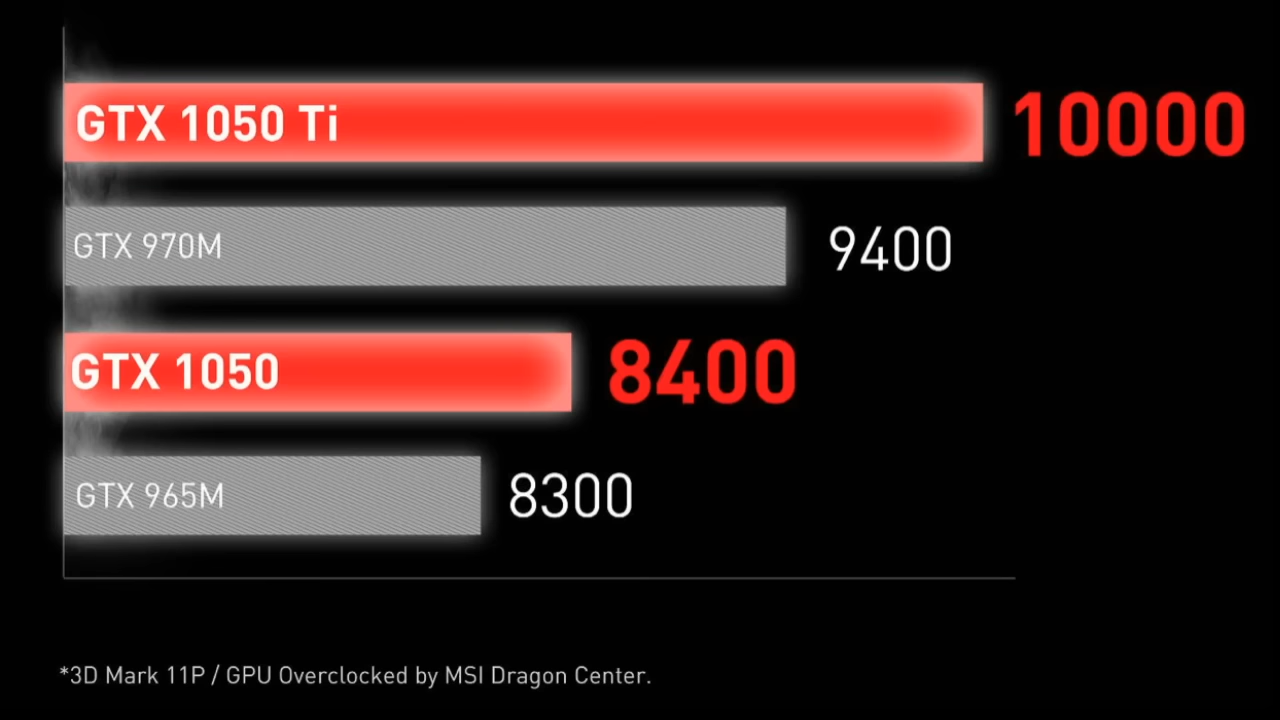 GTX 1050 Ti 10000
GTX 970M 9400
GTX 1050 8400
GTX 965M 8300
*3D Mark 11P / GPU Overclocked by MSI Dragon Center.